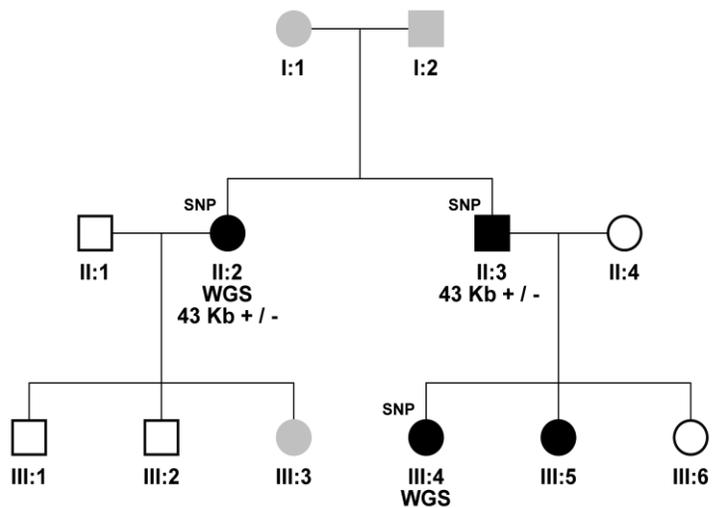 I:1 I:2
SNP SNP
II:1 II:2 II:3 II:4
WGS 43 Kb + / -
43 Kb + / -
SNP
III:1 III:2 III:3 III:4 III:5 III:6
WGS